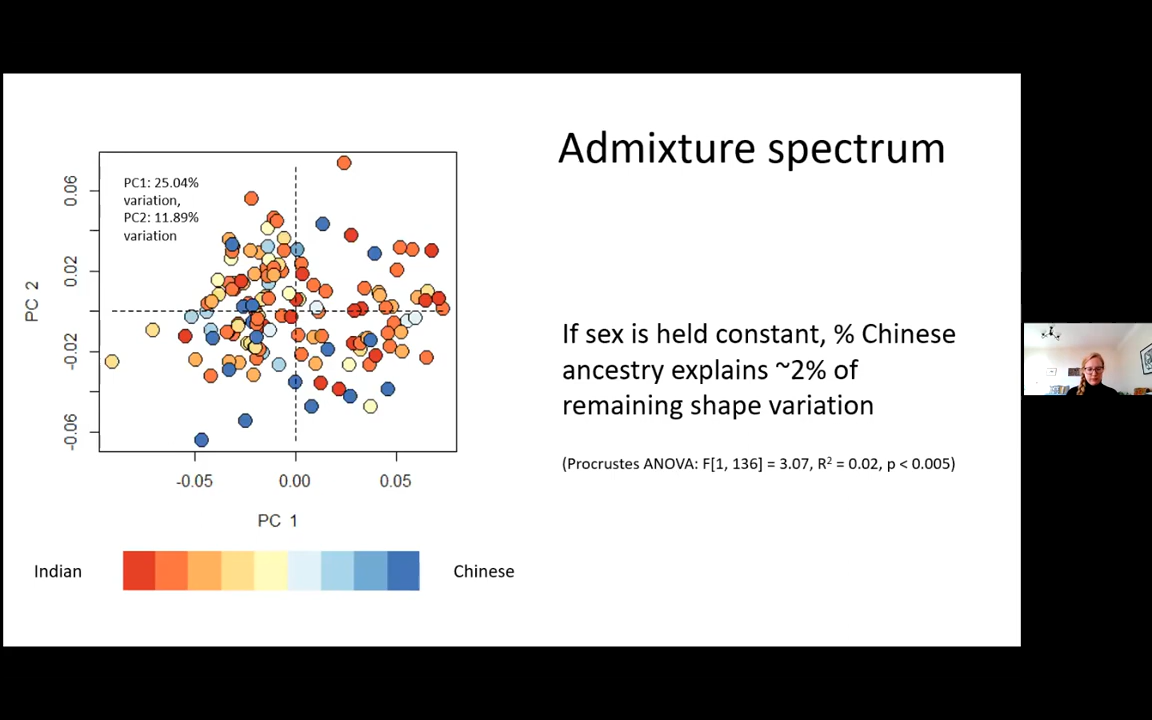 Admixture spectrum
PC1: 25.04%
variation,
PC2: 11.89%
variation
0.06
0.02
-0.02
-0.06
PC 2
-0.05
0.00
0.05
PC 1
Indian
Chinese
If sex is held constant, % Chinese
ancestry explains ~2% of
remaining shape variation
(Procrustes ANOVA: F[1, 136] = 3.07, R² = 0.02, p < 0.005)